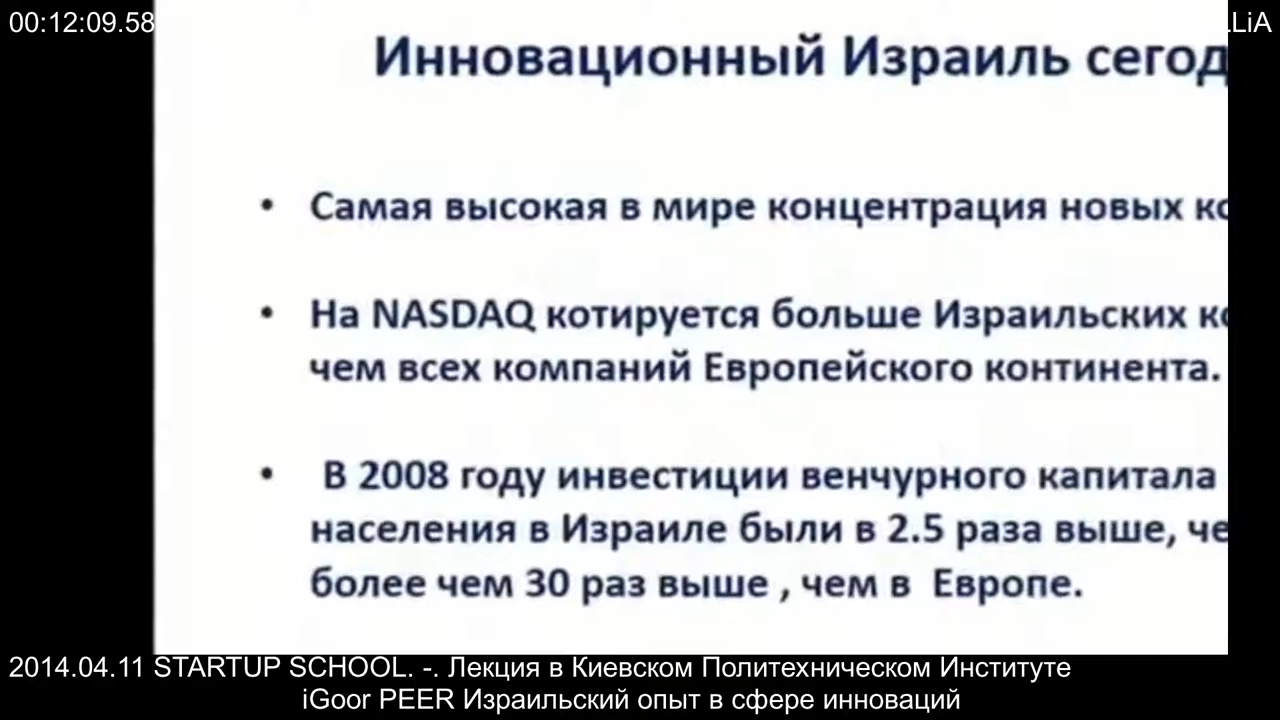 00:12:09.58
LiA
Инновационный Израиль сегод
• Самая высокая в мире концентрация новых ко
• На NASDAQ котируется больше Израильских ко
чем всех компаний Европейского континента.
• В 2008 году инвестиции венчурного капитала
населения в Израиле были в 2.5 раза выше, че
более чем 30 раз выше , чем в Европе.
2014.04.11 STARTUP SCHOOL. -. Лекция в Киевском Политехническом Институте
iGoor PEER Израильский опыт в сфере инноваций